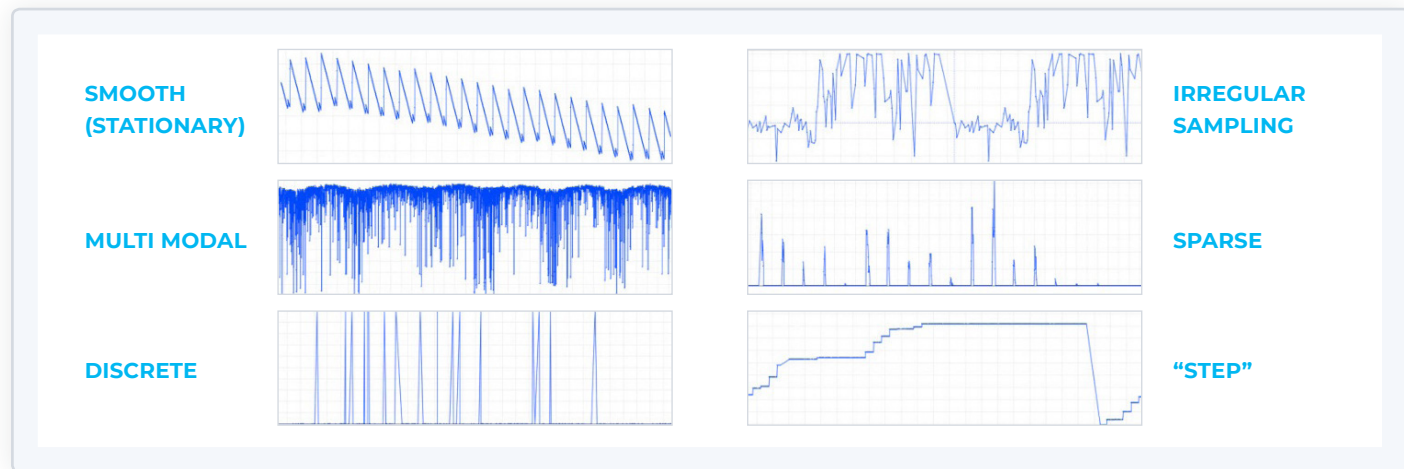 SMOOTH
(STATIONARY)
IRREGULAR
SAMPLING
MULTI MODAL
SPARSE
DISCRETE
“STEP”